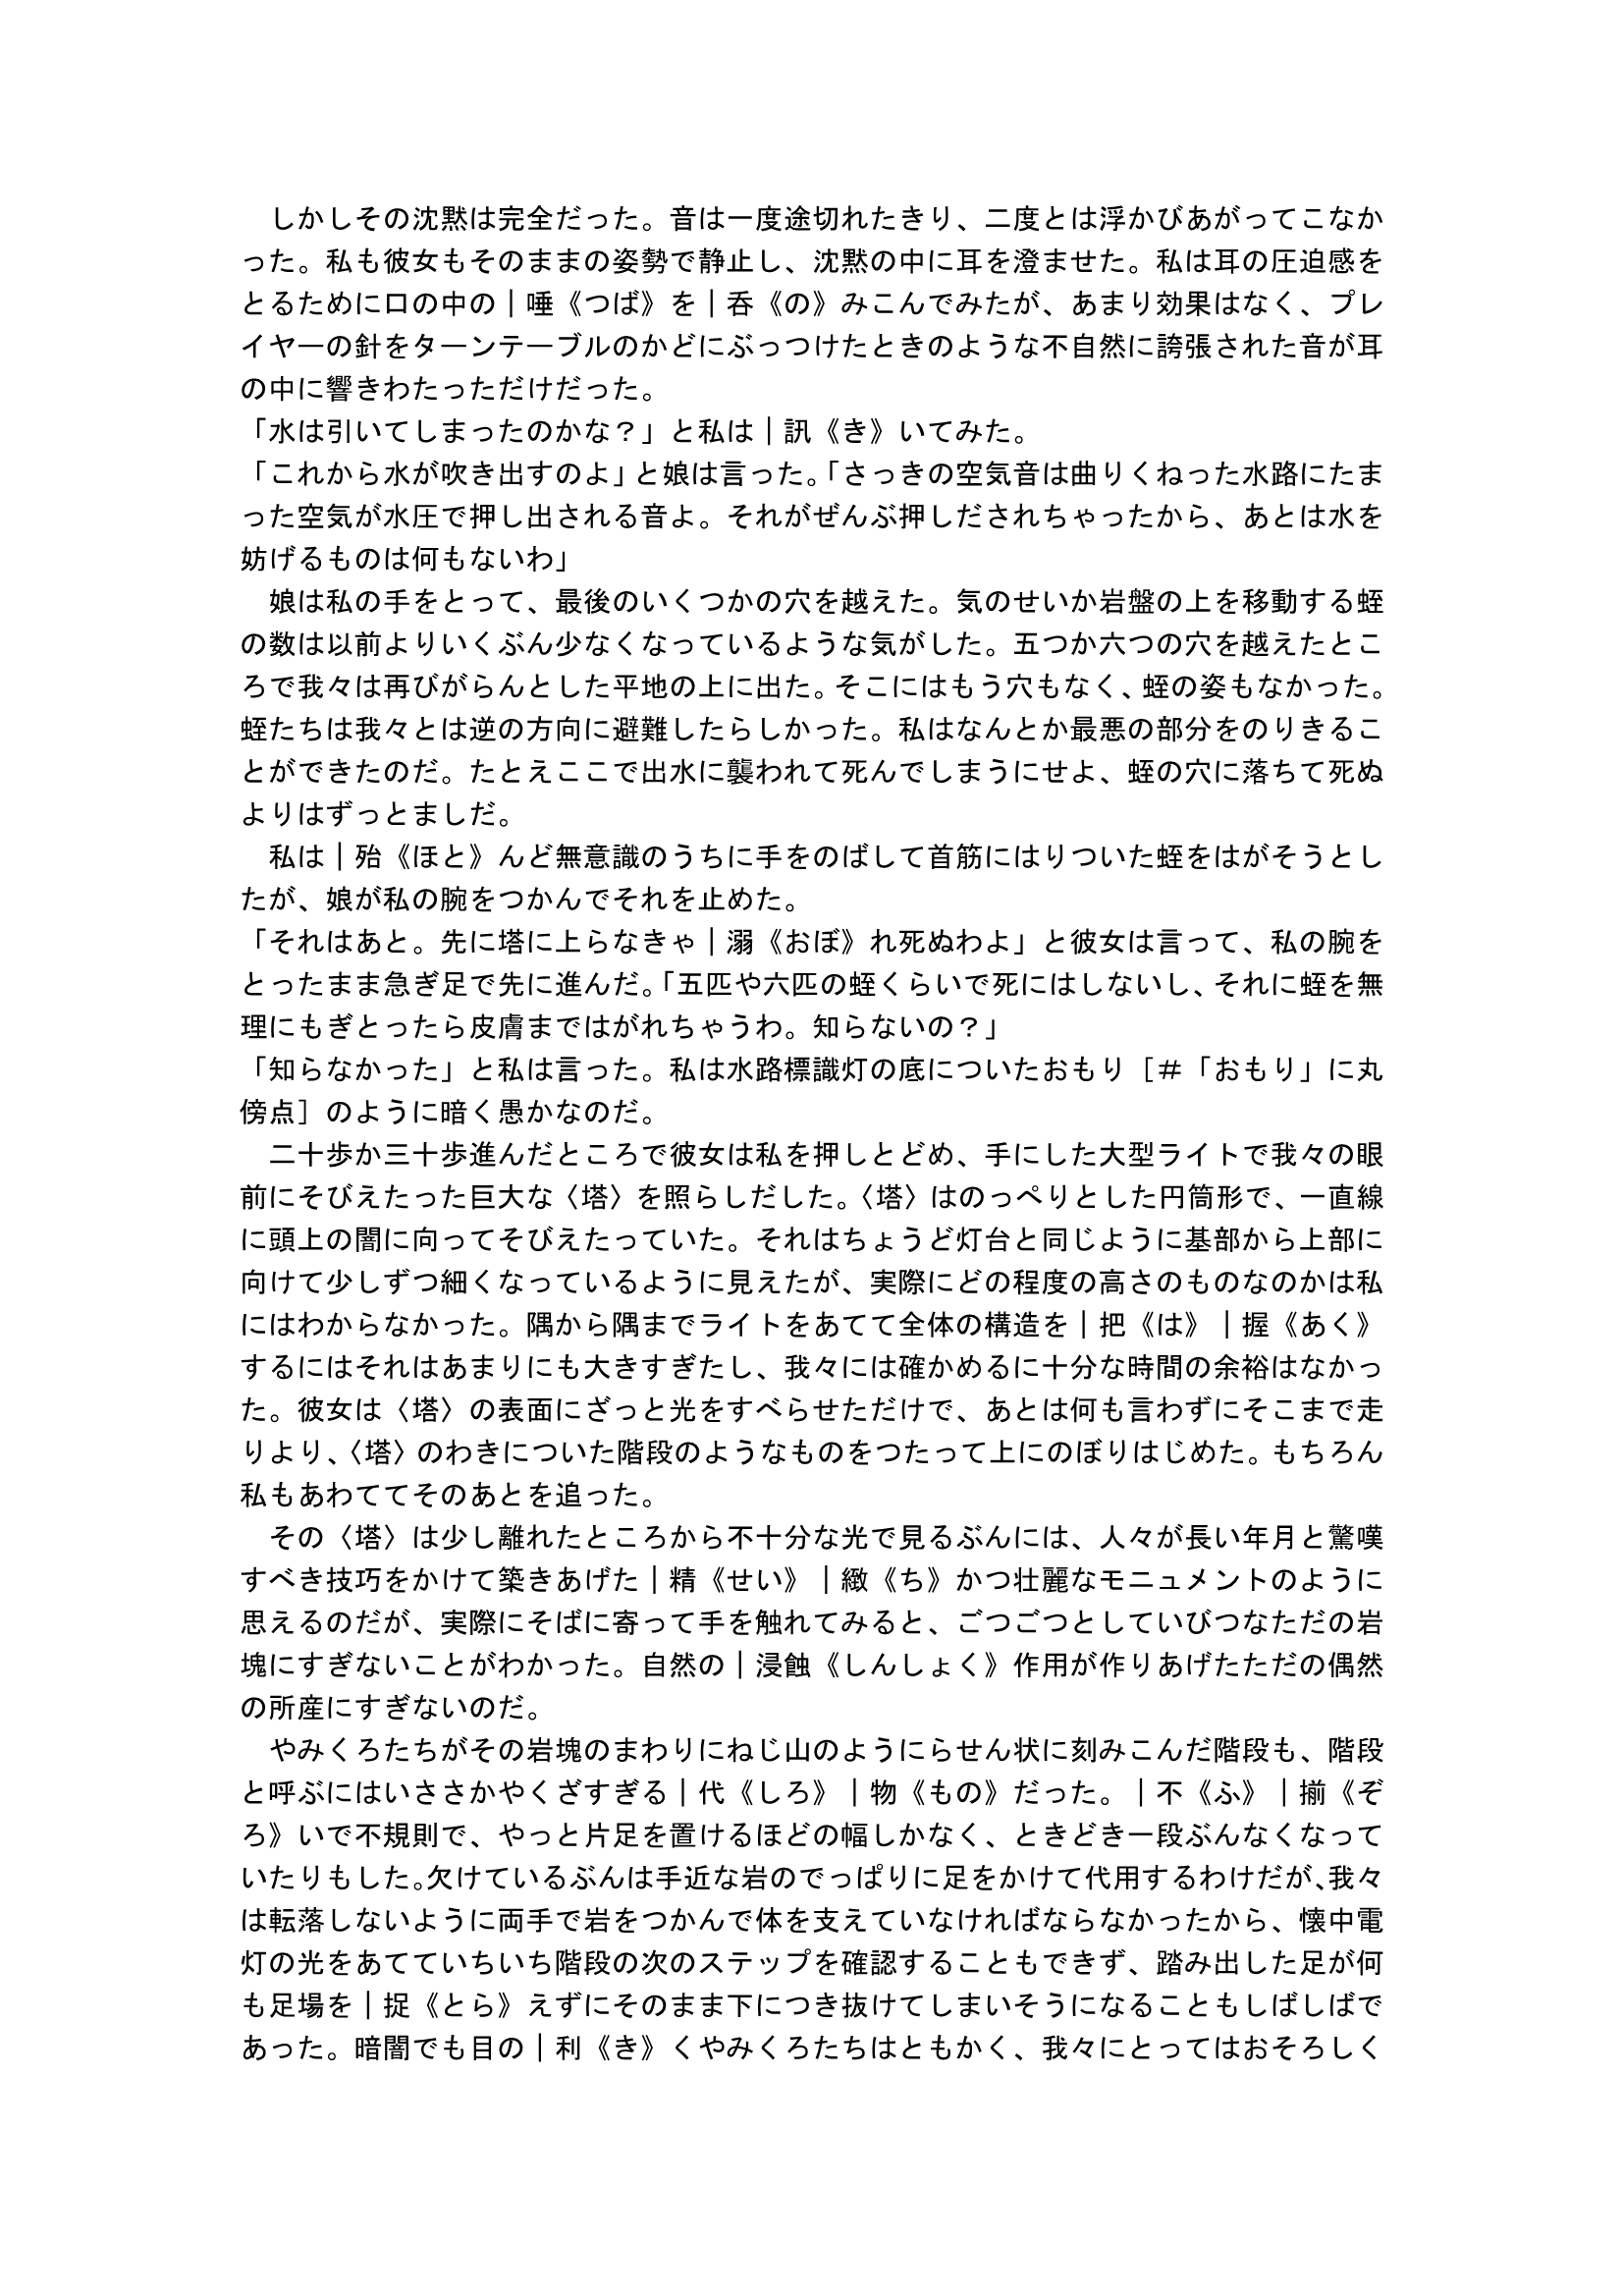 しかしその沈黙は完全だった。音は一度途切れたきり、二度とは浮かびあがってこなか
った。私も彼女もそのままの姿勢で静止し、沈黙の中に耳を澄ませた。私は耳の圧迫感を
とるために口の中の｜唾《つば》を｜呑《の》みこんでみたが、あまり効果はなく、プレ
イヤーの針をターンテーブルのかどにぶっつけたときのような不自然に誇張された音が耳
の中に響きわたっただけだった。
「水は引いてしまったのかな？」と私は｜訊《き》いてみた。
「これから水が吹き出すのよ」と娘は言った。「さっきの空気音は曲りくねった水路にたま
った空気が水圧で押し出される音よ。それがぜんぶ押しだされちゃったから、あとは水を
妨げるものは何もないわ」
　娘は私の手をとって、最後のいくつかの穴を越えた。気のせいか岩盤の上を移動する蛭
の数は以前よりいくぶん少なくなっているような気がした。五つか六つの穴を越えたとこ
ろで我々は再びがらんとした平地の上に出た。そこにはもう穴もなく、蛭の姿もなかった。
蛭たちは我々とは逆の方向に避難したらしかった。私はなんとか最悪の部分をのりきるこ
とができたのだ。たとえここで出水に襲われて死んでしまうにせよ、蛭の穴に落ちて死ぬ
よりはずっとましだ。
　私は｜殆《ほと》んど無意識のうちに手をのばして首筋にはりついた蛭をはがそうとし
たが、娘が私の腕をつかんでそれを止めた。
「それはあと。先に塔に上らなきゃ｜溺《おぼ》れ死ぬわよ」と彼女は言って、私の腕を
とったまま急ぎ足で先に進んだ。「五匹や六匹の蛭くらいで死にはしないし、それに蛭を無
理にもぎとったら皮膚まではがれちゃうわ。知らないの？」
「知らなかった」と私は言った。私は水路標識灯の底についたおもり［＃「おもり」に丸
傍点］のように暗く愚かなのだ。
　二十歩か三十歩進んだところで彼女は私を押しとどめ、手にした大型ライトで我々の眼
前にそびえたった巨大な〈塔〉を照らしだした。〈塔〉はのっぺりとした円筒形で、一直線
に頭上の闇に向ってそびえたっていた。それはちょうど灯台と同じように基部から上部に
向けて少しずつ細くなっているように見えたが、実際にどの程度の高さのものなのかは私
にはわからなかった。隅から隅までライトをあてて全体の構造を｜把《は》｜握《あく》
するにはそれはあまりにも大きすぎたし、我々には確かめるに十分な時間の余裕はなかっ
た。彼女は〈塔〉の表面にざっと光をすべらせただけで、あとは何も言わずにそこまで走
りより、〈塔〉のわきについた階段のようなものをつたって上にのぼりはじめた。もちろん
私もあわててそのあとを追った。
　その〈塔〉は少し離れたところから不十分な光で見るぶんには、人々が長い年月と驚嘆
すべき技巧をかけて築きあげた｜精《せい》｜緻《ち》かつ壮麗なモニュメントのように
思えるのだが、実際にそばに寄って手を触れてみると、ごつごつとしていびつなただの岩
塊にすぎないことがわかった。自然の｜浸蝕《しんしょく》作用が作りあげたただの偶然
の所産にすぎないのだ。
　やみくろたちがその岩塊のまわりにねじ山のようにらせん状に刻みこんだ階段も、階段
と呼ぶにはいささかやくざすぎる｜代《しろ》｜物《もの》だった。｜不《ふ》｜揃《ぞ
ろ》いで不規則で、やっと片足を置けるほどの幅しかなく、ときどき一段ぶんなくなって
いたりもした。欠けているぶんは手近な岩のでっぱりに足をかけて代用するわけだが、我々
は転落しないように両手で岩をつかんで体を支えていなければならなかったから、懐中電
灯の光をあてていちいち階段の次のステップを確認することもできず、踏み出した足が何
も足場を｜捉《とら》えずにそのまま下につき抜けてしまいそうになることもしばしばで
あった。暗闇でも目の｜利《き》くやみくろたちはともかく、我々にとってはおそろしく